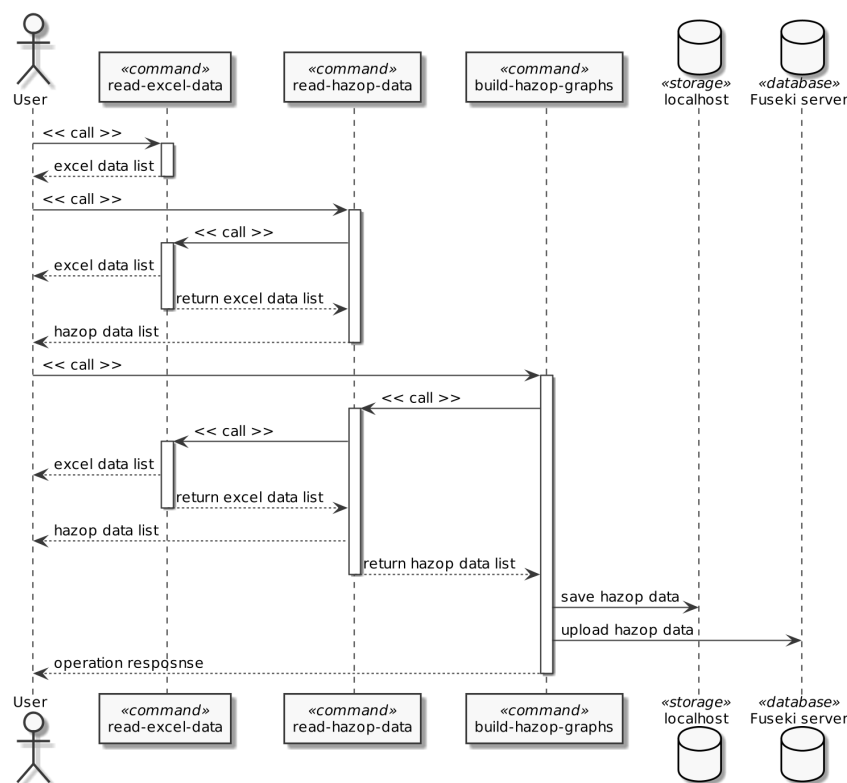 «command»
read-excel-data
«command»
read-hazop-data
«command»
build-hazop-graphs
User
«storage»
localhost
«database»
Fuseki server
<< call >>
excel data list
<< call >>
<< call >>
excel data list
return excel data list
hazop data list
<< call >>
<< call >>
<< call >>
excel data list
return excel data list
hazop data list
return hazop data list
save hazop data
upload hazop data
operation resposnse
User
«command»
read-excel-data
«command»
read-hazop-data
«command»
build-hazop-graphs
«storage»
localhost
«database»
Fuseki server